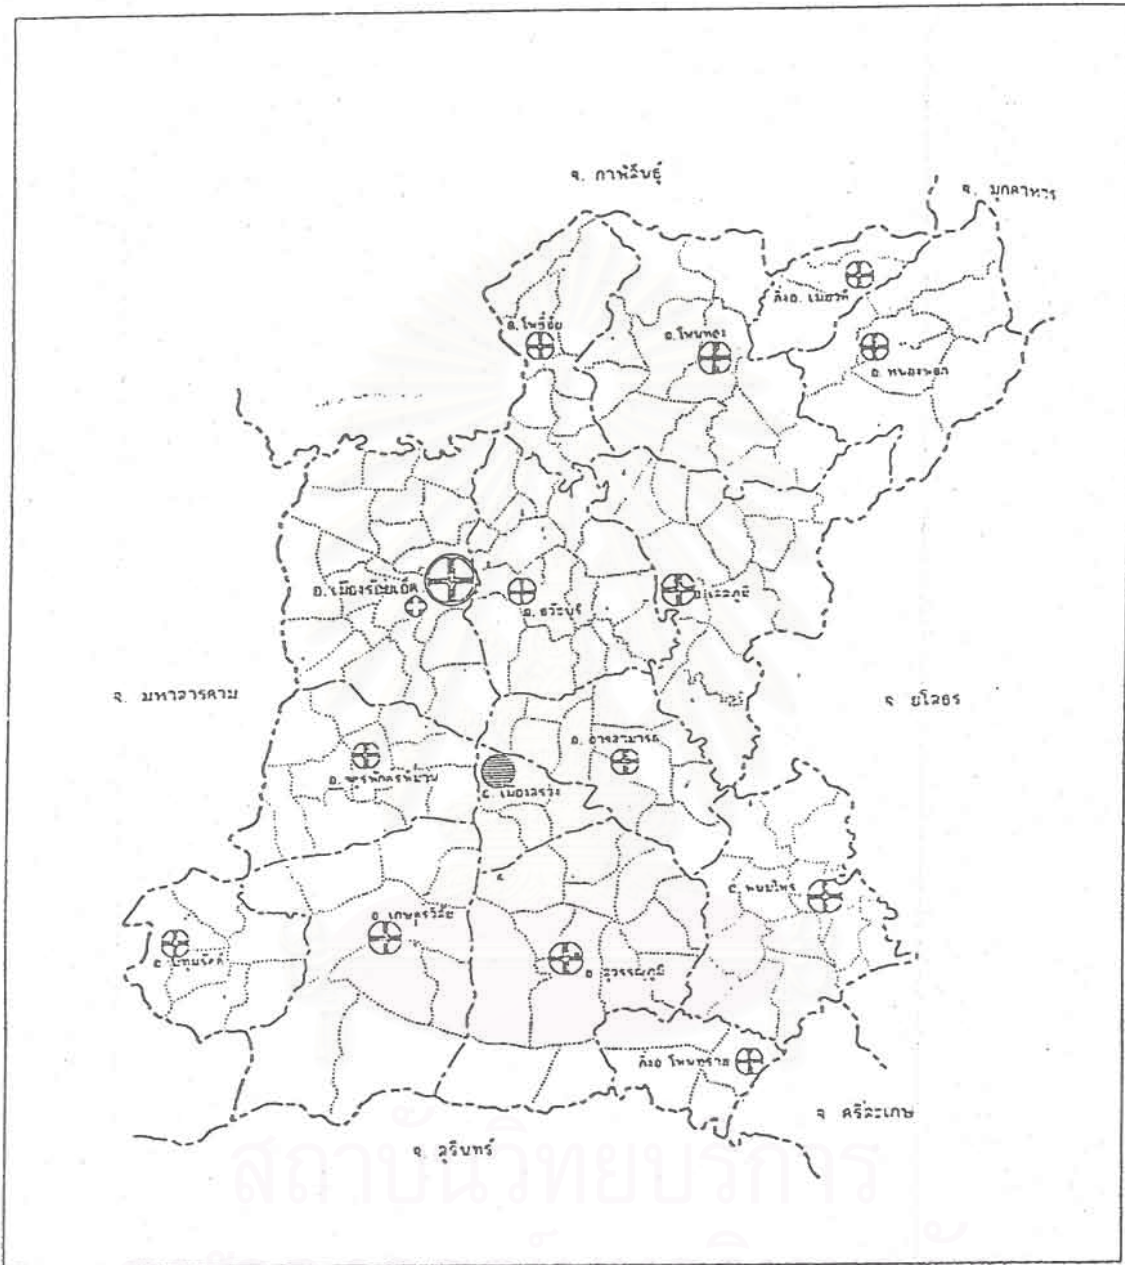 จ. กาฬสินธุ์
จ. มุกดาหาร
กิ่งอ. เมยวดี
อ. โพธิ์ชัย
อ. โพนทอง
อ. หนองพอก
อ. เมืองร้อยเอ็ด
อ. ธวัชบุรี
อ. เสลภูมิ
จ. มหาสารคาม
จ. ยโสธร
อ. อาจสามารถ
อ. จตุรพักตรพิมาน
อ. เมืองสรวง
อ. พนมไพร
อ. เกษตรวิสัย
อ. ปทุมรัตต์
อ. สุวรรณภูมิ
กิ่งอ โพนทราย
จ ศรีสะเกษ
จ. สุรินทร์
สถาบันวิทยบริการ